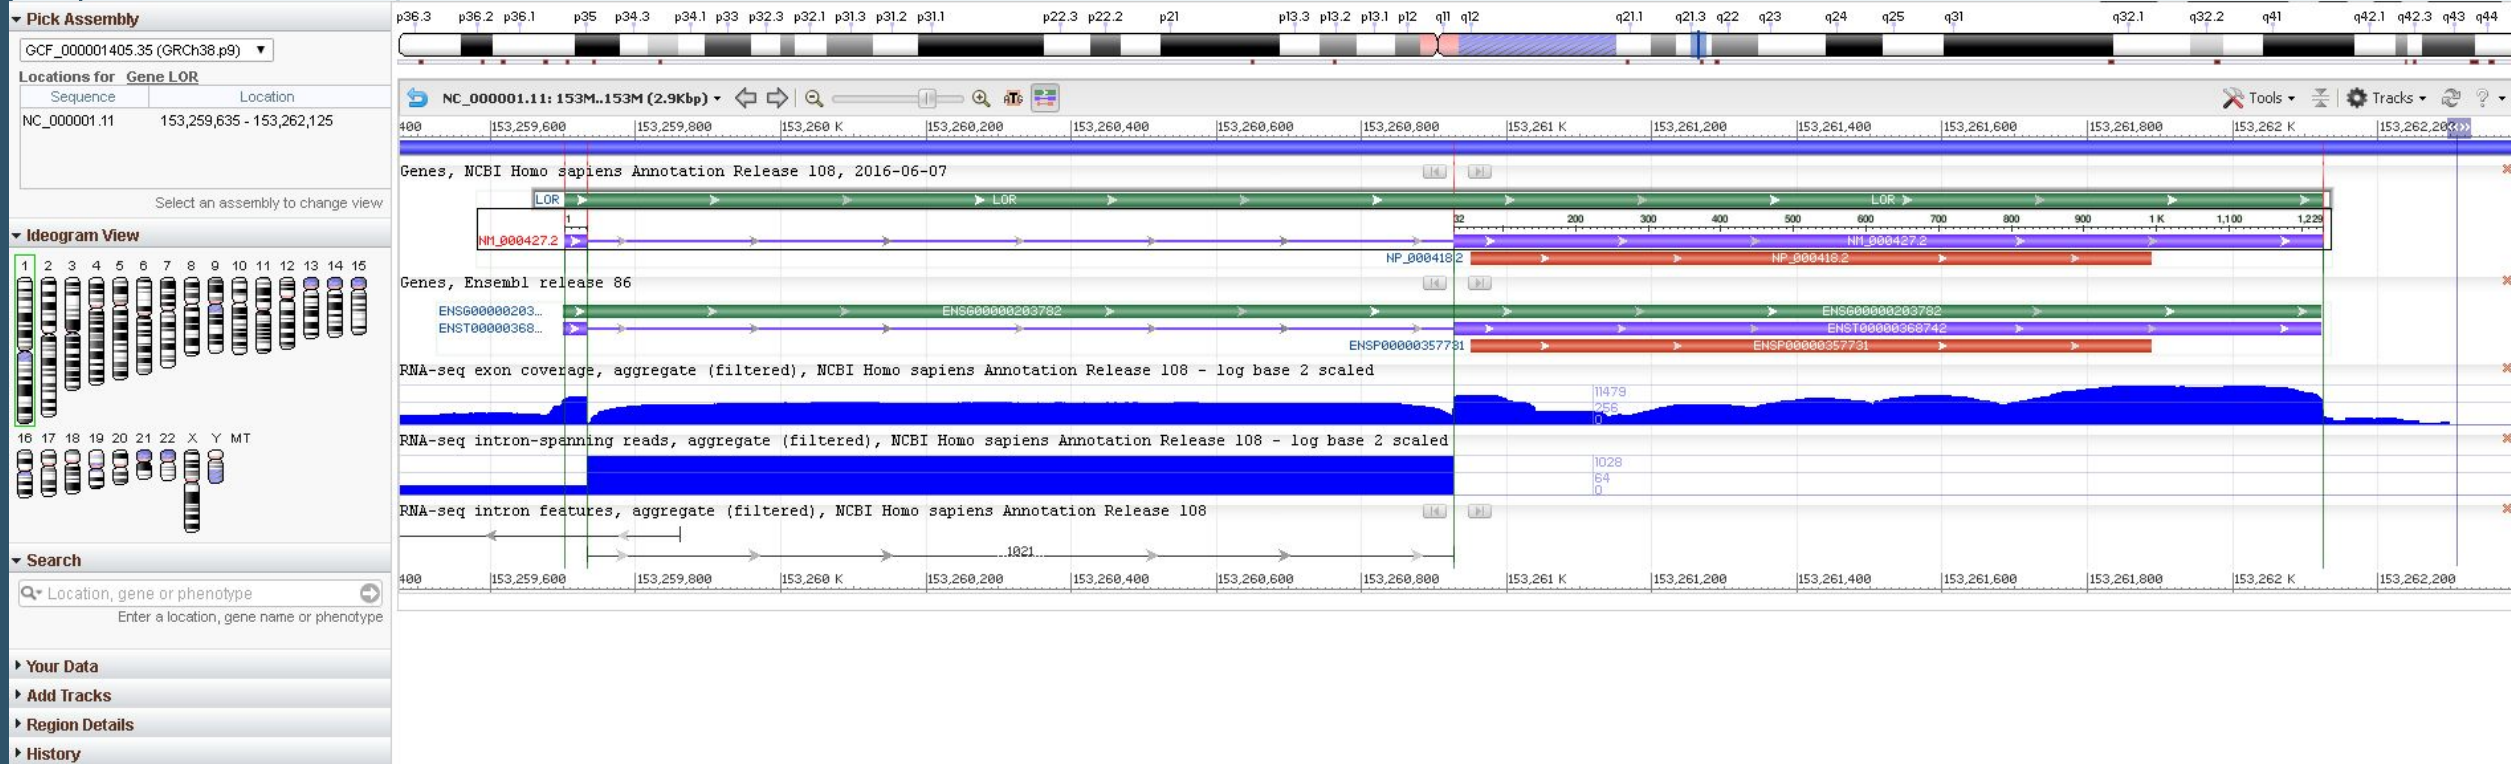 Pick Assembly
GCF_000001405.35 (GRCh38.p9)
Locations for Gene LOR
Sequence Location
NC_000001.11 153,259,635 - 153,262,125
Select an assembly to change view
Ideogram View
1 2 3 4 5 6 7 8 9 10 11 12 13 14 15
16 17 18 19 20 21 22 X Y MT
Search
Location, gene or phenotype
Enter a location, gene name or phenotype
Your Data
Add Tracks
Region Details
History
p36.3 p36.2 p36.1 p35 p34.3 p34.1 p33 p32.3 p32.1 p31.3 p31.2 p31.1 p22.3 p22.2 p21 p13.3 p13.2 p13.1 p12 q11 q12 q21.1 q21.3 q22 q23 q24 q25 q31 q32.1 q32.2 q41 q42.1 q42.3 q43 q44
NC_000001.11: 153M..153M (2.9Kbp) ATG Tools Tracks ?
400 153,259,600 153,259,800 153,260 K 153,260,200 153,260,400 153,260,600 153,260,800 153,261 K 153,261,200 153,261,400 153,261,600 153,261,800 153,262 K 153,262,20
Genes, NCBI Homo sapiens Annotation Release 108, 2016-06-07
LOR LOR LOR
1 32 200 300 400 500 600 700 800 900 1 K 1,100 1,229
NM_000427.2 NM_000427.2
NP_000418.2 NP_000418.2
Genes, Ensembl release 86
ENSG00000203... ENSG00000203782 ENSG00000203782
ENST00000368... ENST00000368742
ENSP00000357731 ENSP00000357731
RNA-seq exon coverage, aggregate (filtered), NCBI Homo sapiens Annotation Release 108 - log base 2 scaled
11479
256
0
RNA-seq intron-spanning reads, aggregate (filtered), NCBI Homo sapiens Annotation Release 108 - log base 2 scaled
1028
64
0
RNA-seq intron features, aggregate (filtered), NCBI Homo sapiens Annotation Release 108
1021
400 153,259,600 153,259,800 153,260 K 153,260,200 153,260,400 153,260,600 153,260,800 153,261 K 153,261,200 153,261,400 153,261,600 153,261,800 153,262 K 153,262,200